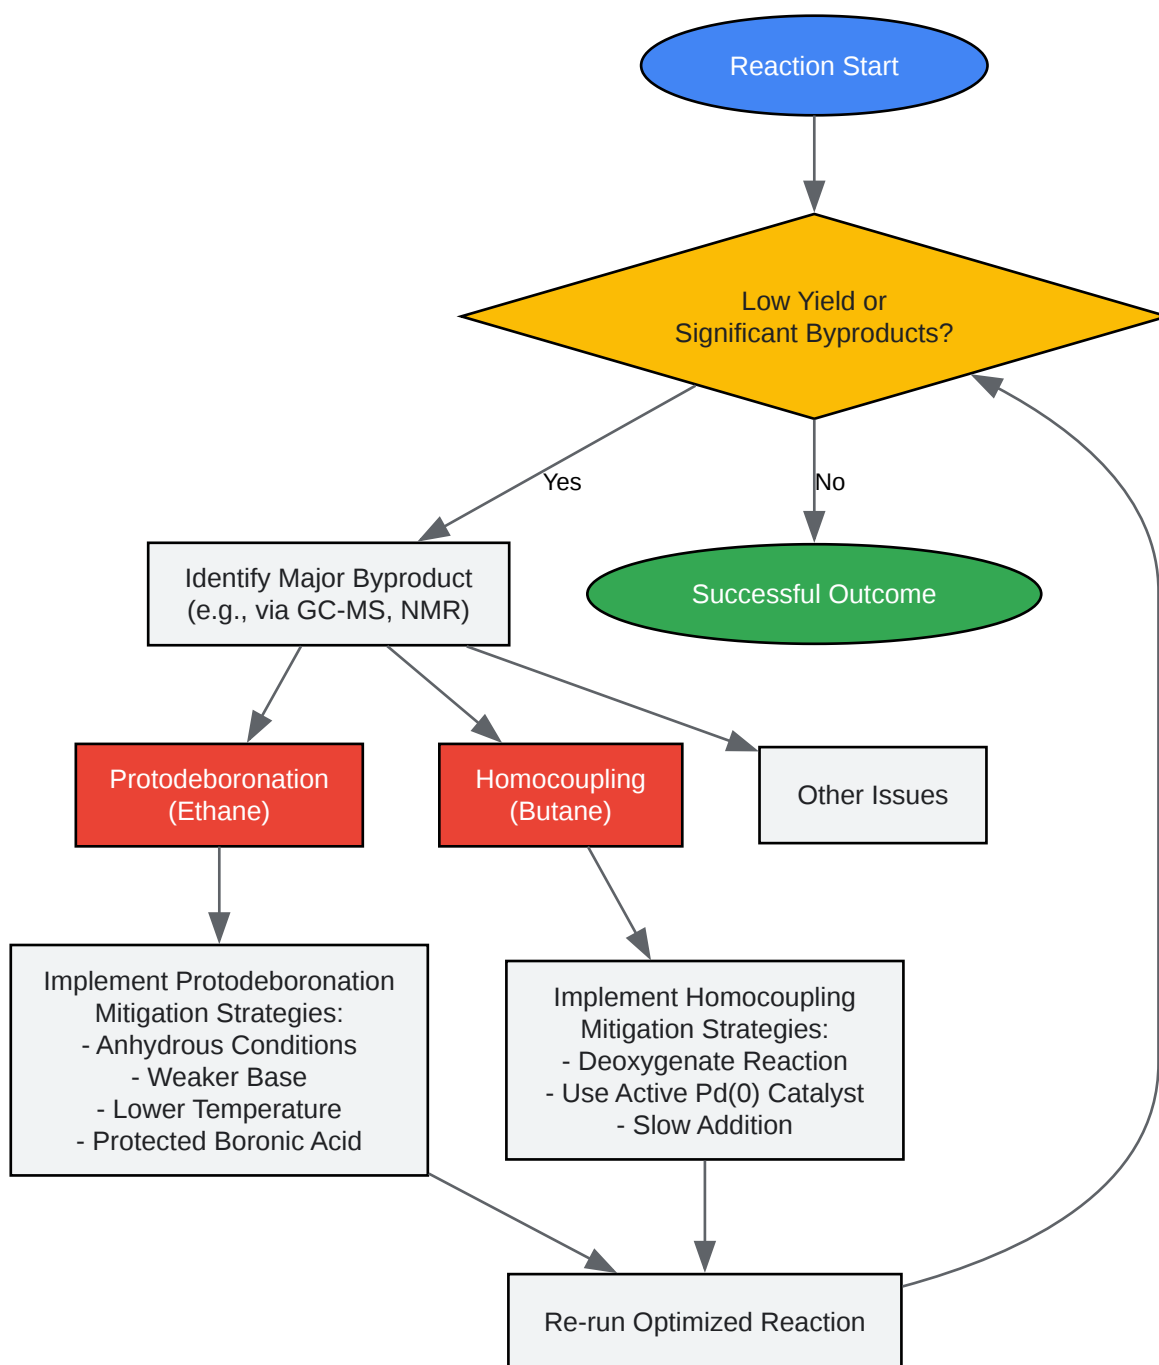 Reaction Start
Low Yield or
Significant Byproducts?
Yes
No
Identify Major Byproduct
(e.g., via GC-MS, NMR)
Successful Outcome
Protodeboronation
(Ethane)
Homocoupling
(Butane)
Other Issues
Implement Protodeboronation
Mitigation Strategies:
- Anhydrous Conditions
- Weaker Base
- Lower Temperature
- Protected Boronic Acid
Implement Homocoupling
Mitigation Strategies:
- Deoxygenate Reaction
- Use Active Pd(0) Catalyst
- Slow Addition
Re-run Optimized Reaction